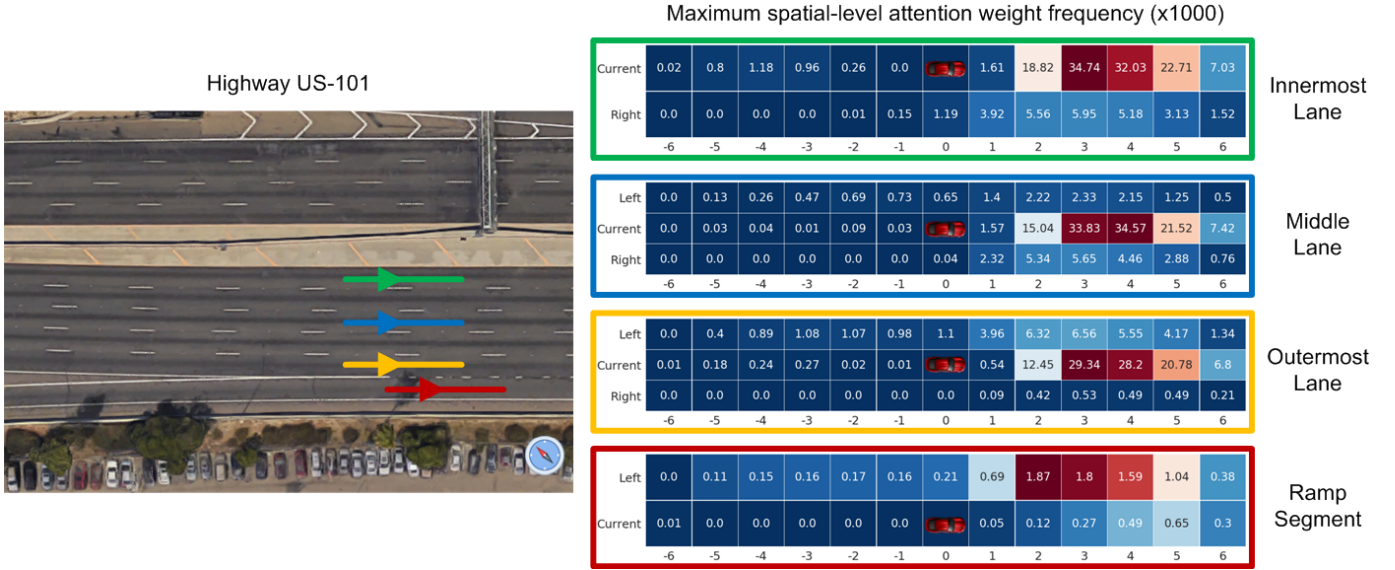 Maximum spatial-level attention weight frequency (x1000)
Highway US-101
Current 0.02 0.8 1.18 0.96 0.26 0.0 1.61 18.82 34.74 32.03 22.71 7.03
Right 0.0 0.0 0.0 0.0 0.01 0.15 1.19 3.92 5.56 5.95 5.18 3.13 1.52
-6 -5 -4 -3 -2 -1 0 1 2 3 4 5 6
Innermost
Lane
Left 0.0 0.13 0.26 0.47 0.69 0.73 0.65 1.4 2.22 2.33 2.15 1.25 0.5
Current 0.0 0.03 0.04 0.01 0.09 0.03 1.57 15.04 33.83 34.57 21.52 7.42
Right 0.0 0.0 0.0 0.0 0.0 0.0 0.04 2.32 5.34 5.65 4.46 2.88 0.76
-6 -5 -4 -3 -2 -1 0 1 2 3 4 5 6
Middle
Lane
Left 0.0 0.4 0.89 1.08 1.07 0.98 1.1 3.96 6.32 6.56 5.55 4.17 1.34
Current 0.01 0.18 0.24 0.27 0.02 0.01 0.54 12.45 29.34 28.2 20.78 6.8
Right 0.0 0.0 0.0 0.0 0.0 0.0 0.0 0.09 0.42 0.53 0.49 0.49 0.21
-6 -5 -4 -3 -2 -1 0 1 2 3 4 5 6
Outermost
Lane
Left 0.0 0.11 0.15 0.16 0.17 0.16 0.21 0.69 1.87 1.8 1.59 1.04 0.38
Current 0.01 0.0 0.0 0.0 0.0 0.0 0.05 0.12 0.27 0.49 0.65 0.3
-6 -5 -4 -3 -2 -1 0 1 2 3 4 5 6
Ramp
Segment